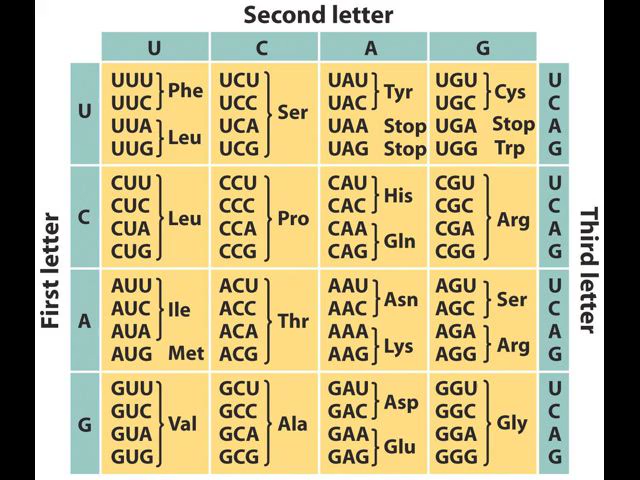 Second letter
U C A G
First letter
Third letter
U
UUU UCU UAU UGU U
Phe Tyr Cys
UUC UCC UAC UGC C
Ser
UUA UCA UAA Stop UGA Stop A
Leu
UUG UCG UAG Stop UGG Trp G
C
CUU CCU CAU CGU U
His
CUC CCC CAC CGC C
Leu Pro Arg
CUA CCA CAA CGA A
Gln
CUG CCG CAG CGG G
A
AUU ACU AAU AGU U
Ile Asn Ser
AUC ACC AAC AGC C
Thr
AUA ACA AAA AGA A
Lys Arg
AUG Met ACG AAG AGG G
G
GUU GCU GAU GGU U
Asp
GUC GCC GAC GGC C
Val Ala Gly
GUA GCA GAA GGA A
Glu
GUG GCG GAG GGG G